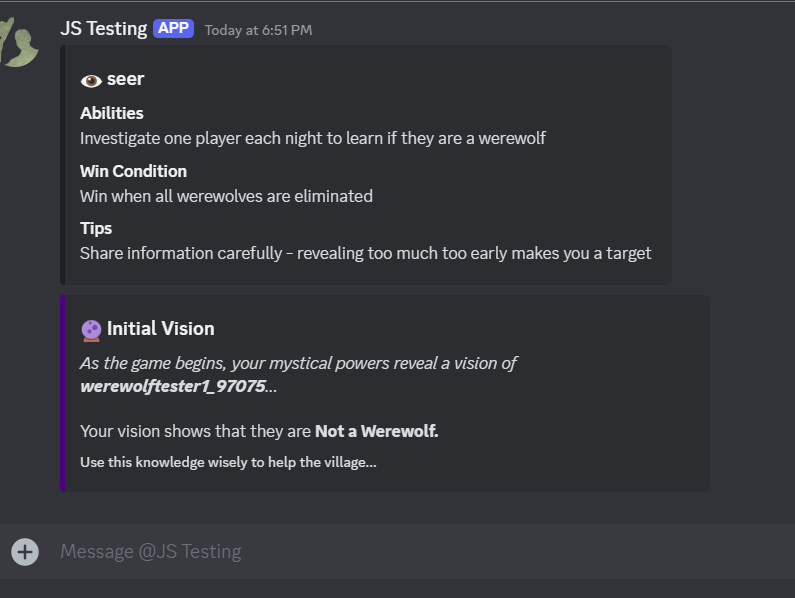 JS Testing APP Today at 6:51 PM
seer
Abilities
Investigate one player each night to learn if they are a werewolf
Win Condition
Win when all werewolves are eliminated
Tips
Share information carefully - revealing too much too early makes you a target
Initial Vision
As the game begins, your mystical powers reveal a vision of
werewolftester1_97075...
Your vision shows that they are Not a Werewolf.
Use this knowledge wisely to help the village...
Message @JS Testing